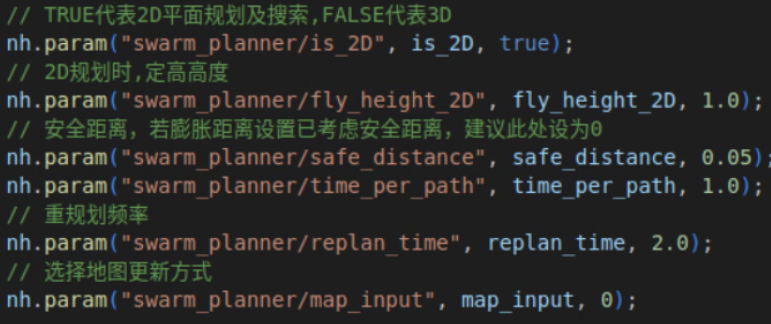 // TRUE代表2D平面规划及搜索,FALSE代表3D
nh.param("swarm_planner/is_2D", is_2D, true);
// 2D规划时,定高高度
nh.param("swarm_planner/fly_height_2D", fly_height_2D, 1.0);
// 安全距离，若膨胀距离设置已考虑安全距离，建议此处设为0
nh.param("swarm_planner/safe_distance", safe_distance, 0.05);
nh.param("swarm_planner/time_per_path", time_per_path, 1.0);
// 重规划频率
nh.param("swarm_planner/replan_time", replan_time, 2.0);
// 选择地图更新方式
nh.param("swarm_planner/map_input", map_input, 0);